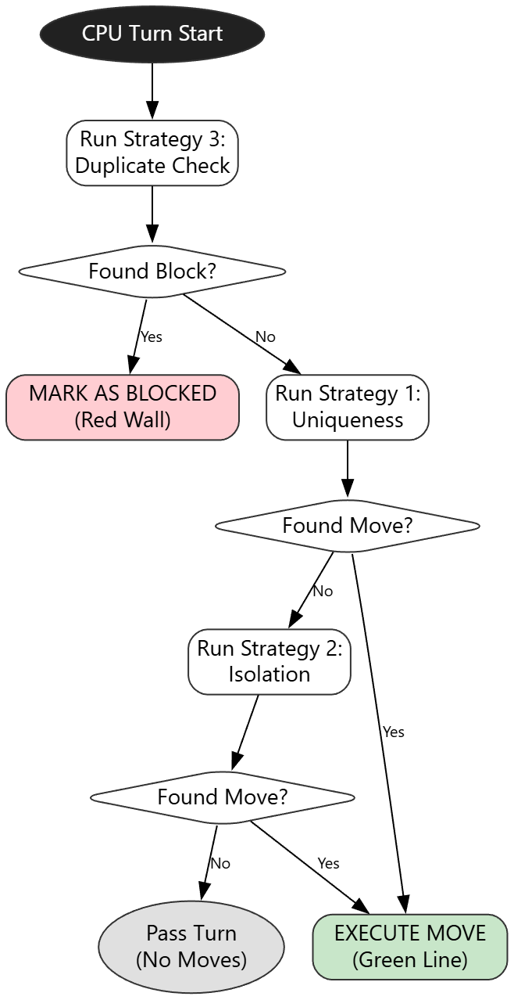 CPU Turn Start
Run Strategy 3:
Duplicate Check
Found Block?
Yes
No
MARK AS BLOCKED
(Red Wall)
Run Strategy 1:
Uniqueness
Found Move?
No
Run Strategy 2:
Isolation
Yes
Found Move?
No
Yes
Pass Turn
(No Moves)
EXECUTE MOVE
(Green Line)